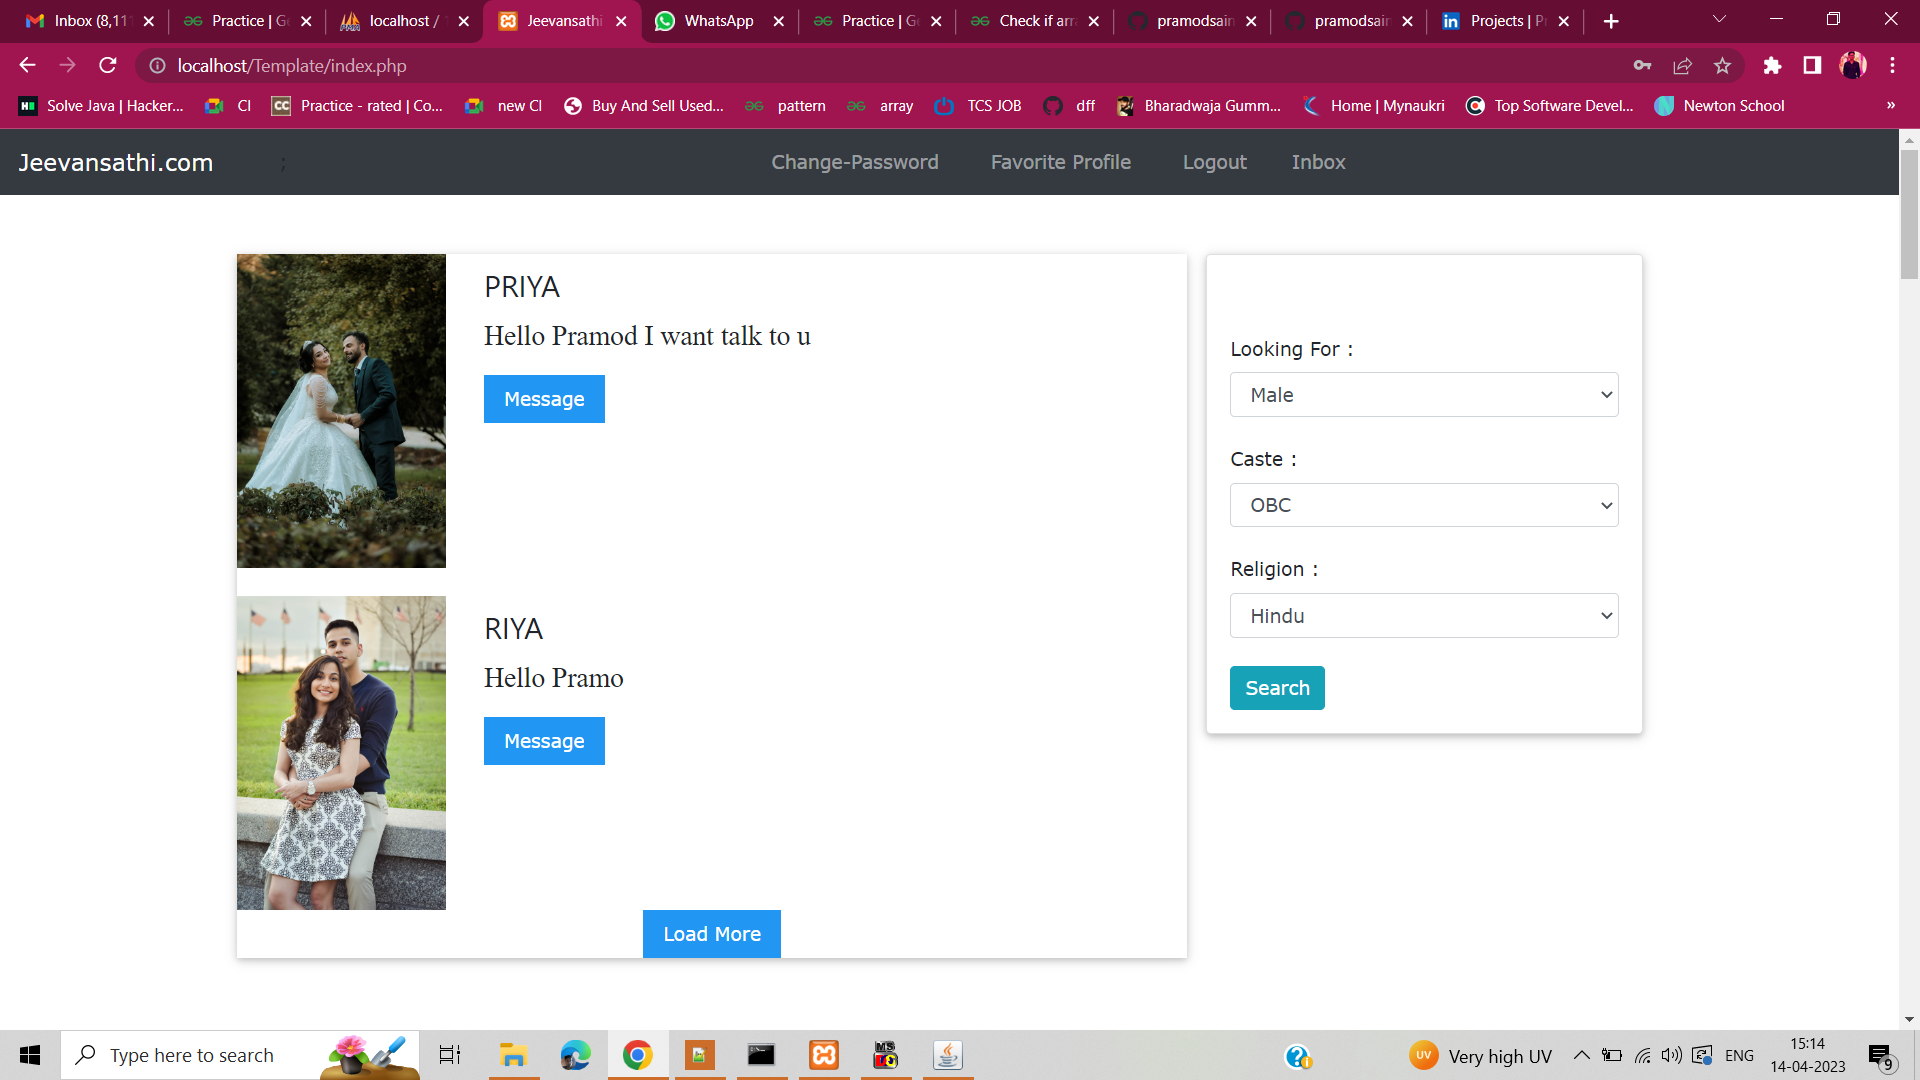 Inbox (8,11
Practice | Ge
localhost /
Jeevansathi
WhatsApp
Practice | Ge
Check if arra
pramodsain
pramodsain
Projects | Pr
localhost/Template/index.php
Solve Java | Hacker...
CI
Practice - rated | Co...
new CI
Buy And Sell Used...
pattern
array
TCS JOB
dff
Bharadwaja Gumm...
Home | Mynaukri
Top Software Devel...
Newton School
»
Jeevansathi.com
;
Change-Password
Favorite Profile
Logout
Inbox
PRIYA
Hello Pramod I want talk to u
Message
RIYA
Hello Pramo
Message
Load More
Looking For :
Male
Caste :
OBC
Religion :
Hindu
Search
Type here to search
UV
Very high UV
ENG
15:14
14-04-2023
9